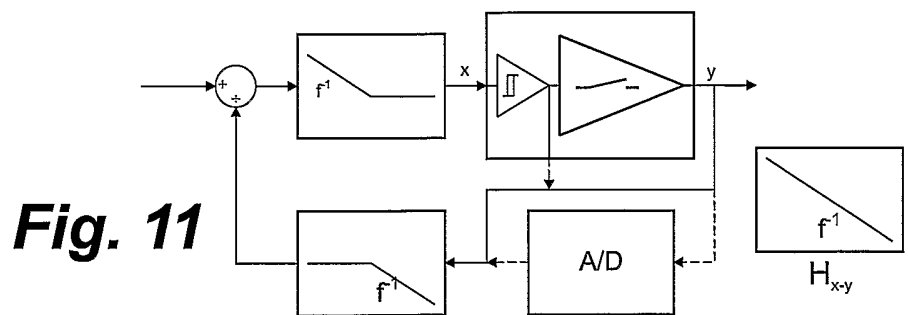 +
÷
f⁻¹
x
y
Fig. 11
f⁻¹
A/D
f⁻¹
Hx-y